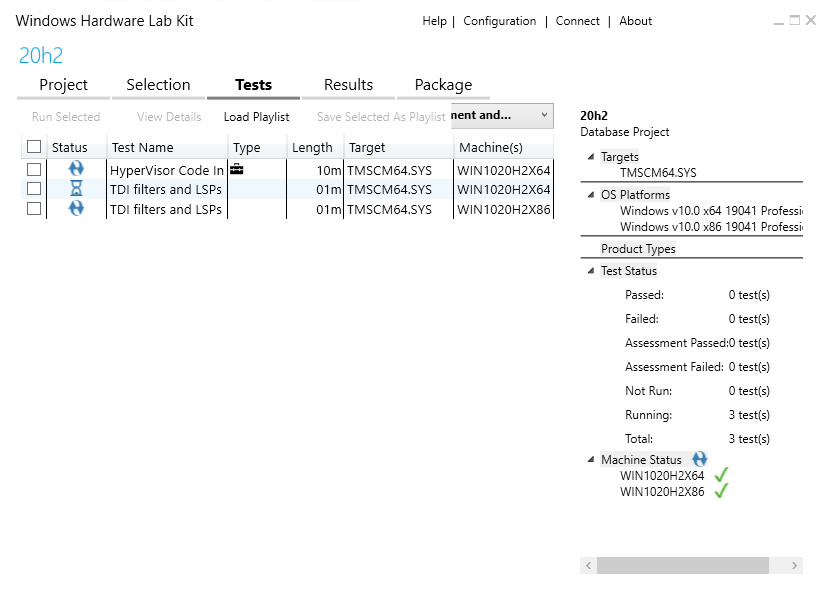 Windows Hardware Lab Kit
Help | Configuration | Connect | About
20h2
Project Selection Tests Results Package
Run Selected View Details Load Playlist Save Selected As Playlist ment and...
Status Test Name Type Length Target Machine(s)
HyperVisor Code In 10m TMSCM64.SYS WIN1020H2X64
TDI filters and LSPs 01m TMSCM64.SYS WIN1020H2X64
TDI filters and LSPs 01m TMSCM64.SYS WIN1020H2X86
20h2
Database Project
Targets
TMSCM64.SYS
OS Platforms
Windows v10.0 x64 19041 Professi
Windows v10.0 x86 19041 Professi
Product Types
Test Status
Passed: 0 test(s)
Failed: 0 test(s)
Assessment Passed: 0 test(s)
Assessment Failed: 0 test(s)
Not Run: 0 test(s)
Running: 3 test(s)
Total: 3 test(s)
Machine Status
WIN1020H2X64
WIN1020H2X86